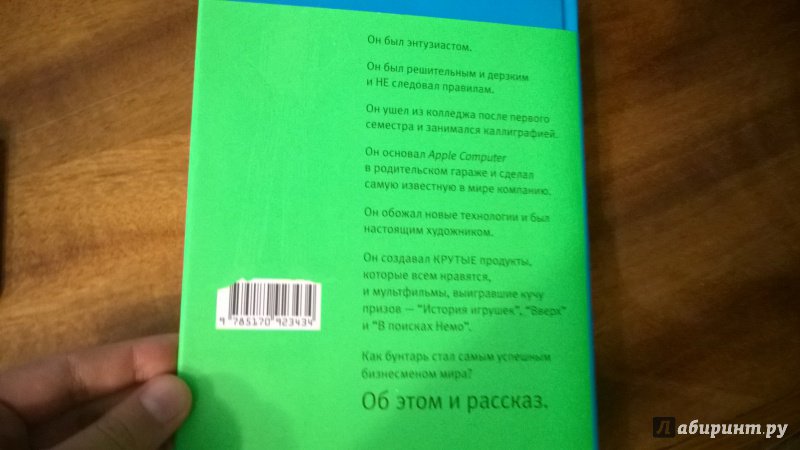 Он был энтузиастом.
Он был решительным и дерзким
и НЕ следовал правилам.
Он ушел из колледжа после первого
семестра и занимался каллиграфией.
Он основал Apple Computer
в родительском гараже и сделал
самую известную в мире компанию.
Он обожал новые технологии и был
настоящим художником.
Он создавал КРУТЫЕ продукты,
которые всем нравятся,
и мультфильмы, выигравшие кучу
призов — "История игрушек", "Вверх"
и "В поисках Немо".
Как бунтарь стал самым успешным
бизнесменом мира?
Об этом и рассказ.
9 785170 923434
Лабиринт.ру